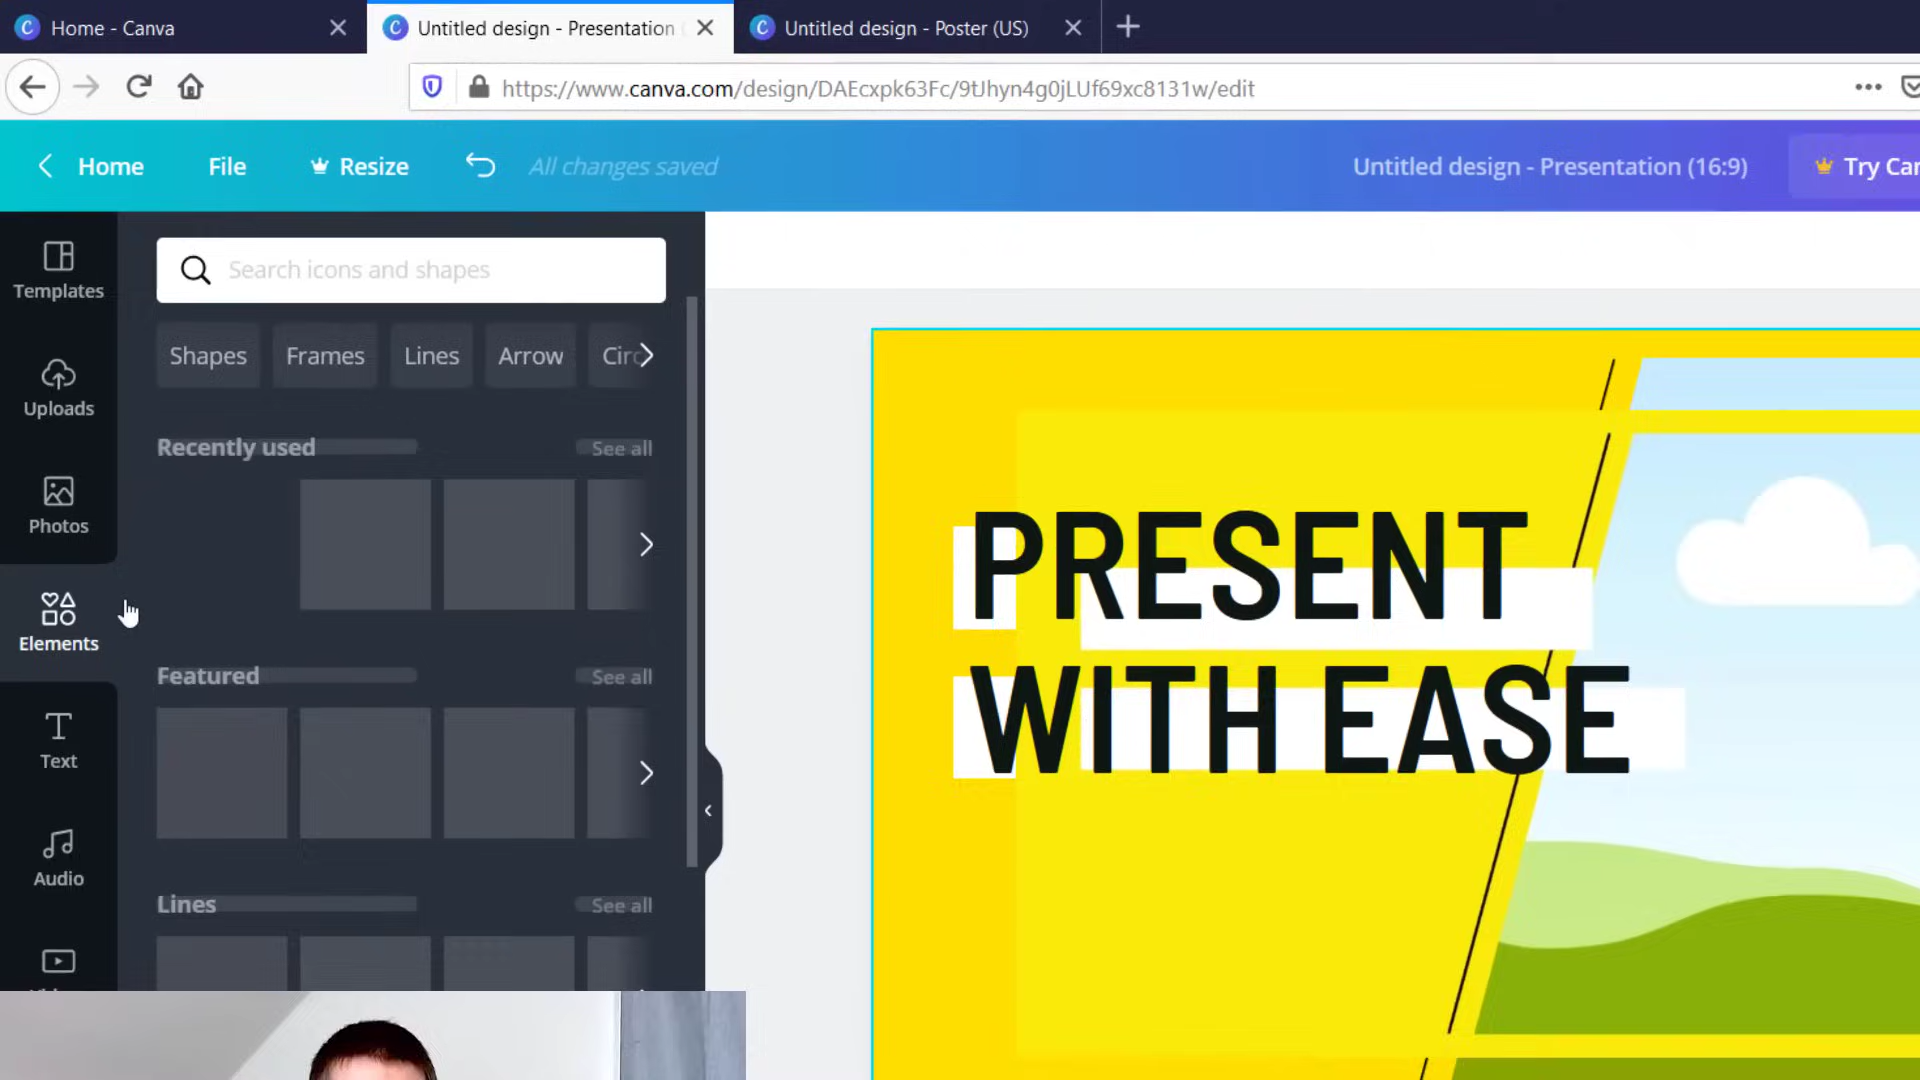 Home - Canva
Untitled design - Presentation
Untitled design - Poster (US)
https://www.canva.com/design/DAEcxpk63Fc/9tJhyn4g0jLUf69xc8131w/edit
Home
File
Resize
All changes saved
Untitled design - Presentation (16:9)
Try Can
Templates
Uploads
Photos
Elements
Text
Audio
Search icons and shapes
Shapes
Frames
Lines
Arrow
Circ
Recently used
See all
Featured
See all
Lines
See all
PRESENT
WITH EASE